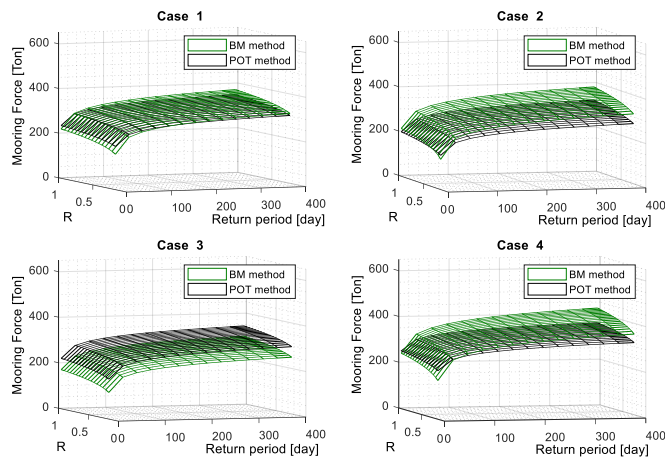 Case 1
Mooring Force [Ton]
600
400
200
0
BM method
POT method
1
0.5
0
R
0
100
200
300
400
Return period [day]
Case 2
Mooring Force [Ton]
600
400
200
0
BM method
POT method
1
0.5
0
R
0
100
200
300
400
Return period [day]
Case 3
Mooring Force [Ton]
600
400
200
0
BM method
POT method
1
0.5
0
R
0
100
200
300
400
Return period [day]
Case 4
Mooring Force [Ton]
600
400
200
0
BM method
POT method
1
0.5
0
R
0
100
200
300
400
Return period [day]